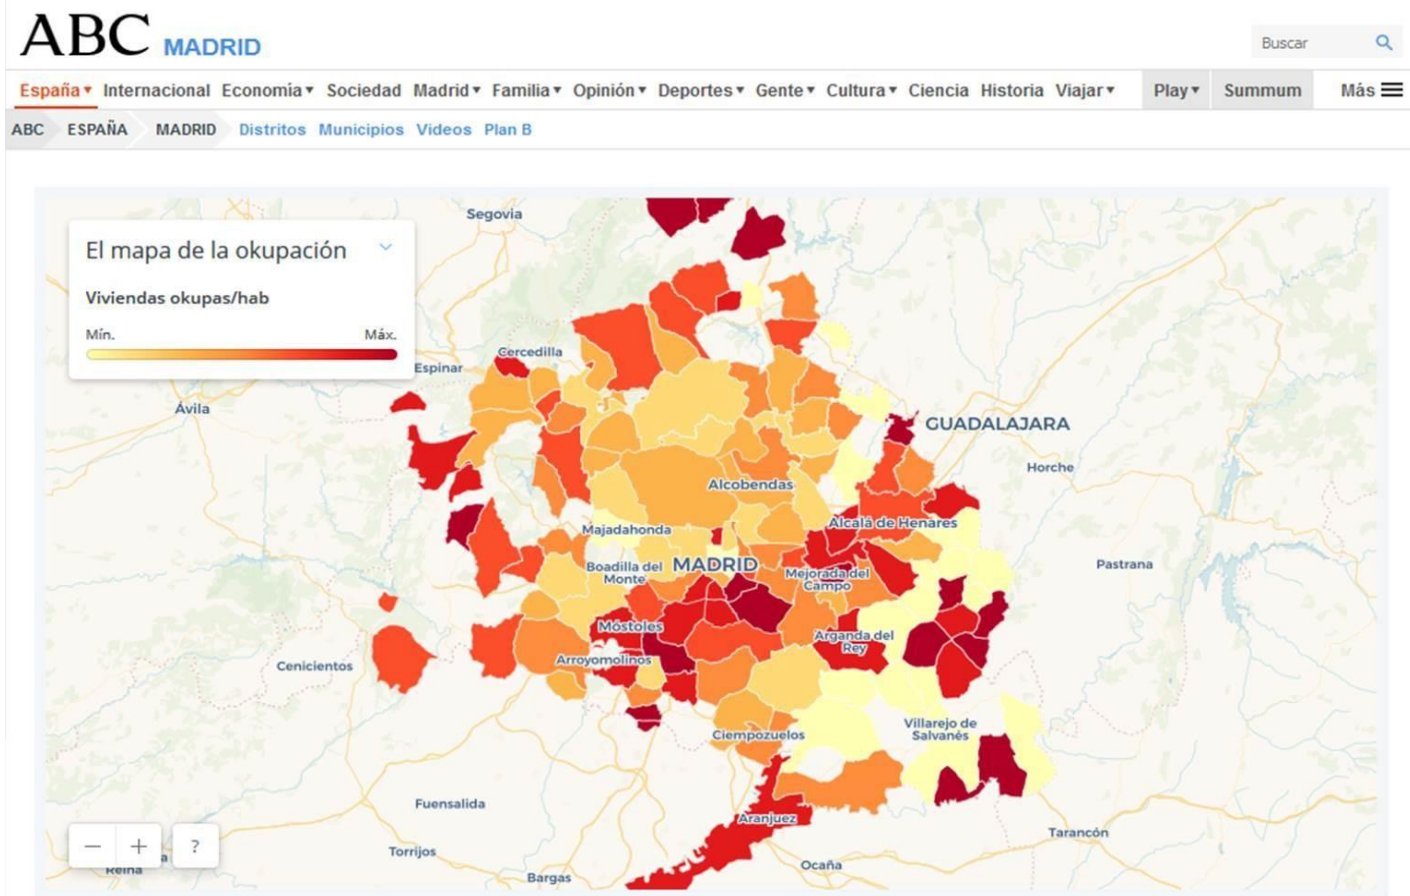 ABC MADRID
Buscar
España Internacional Economía Sociedad Madrid Familia Opinión Deportes Gente Cultura Ciencia Historia Viajar Play Summum Más
ABC ESPAÑA MADRID Distritos Municipios Videos Plan B
Segovia
El mapa de la okupación
Viviendas okupas/hab
Mín. Máx.
Cercedilla
Espinar
Ávila
GUADALAJARA
Horche
Alcobendas
Alcalá de Henares
Majadahonda
Boadilla del
Monte
MADRID
Mejorada del
Campo
Pastrana
Móstoles
Arganda del
Rey
Cenicientos
Arroyomolinos
Villarejo de
Salvanés
Ciempozuelos
Fuensalida
Aranjuez
Tarancón
− + ?
Torrijos
Ocaña
Reina
Bargas